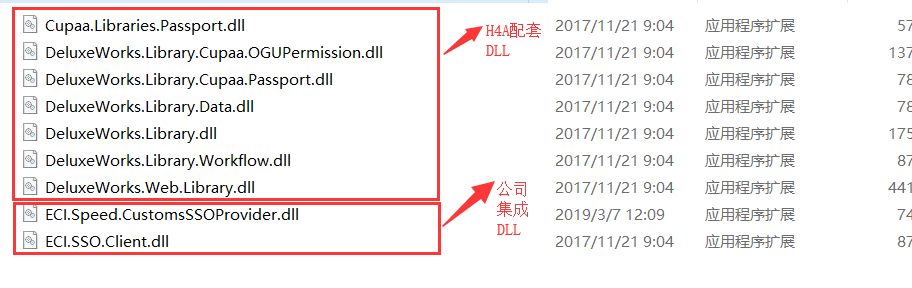 Cupaa.Libraries.Passport.dll 2017/11/21 9:04 应用程序扩展 57
DeluxeWorks.Library.Cupaa.OGUPermission.dll 2017/11/21 9:04 应用程序扩展 137
DeluxeWorks.Library.Cupaa.Passport.dll 2017/11/21 9:04 应用程序扩展 78
DeluxeWorks.Library.Data.dll 2017/11/21 9:04 应用程序扩展 78
DeluxeWorks.Library.dll 2017/11/21 9:04 应用程序扩展 175
DeluxeWorks.Library.Workflow.dll 2017/11/21 9:04 应用程序扩展 87
DeluxeWorks.Web.Library.dll 2017/11/21 9:04 应用程序扩展 441
ECI.Speed.CustomsSSOProvider.dll 2019/3/7 12:09 应用程序扩展 74
ECI.SSO.Client.dll 2017/11/21 9:04 应用程序扩展 87
H4A配套
DLL
公司
集成
DLL